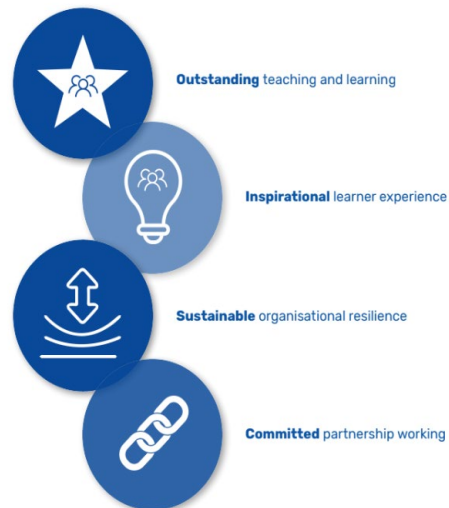 Outstanding teaching and learning
Inspirational learner experience
Sustainable organisational resilience
Committed partnership working